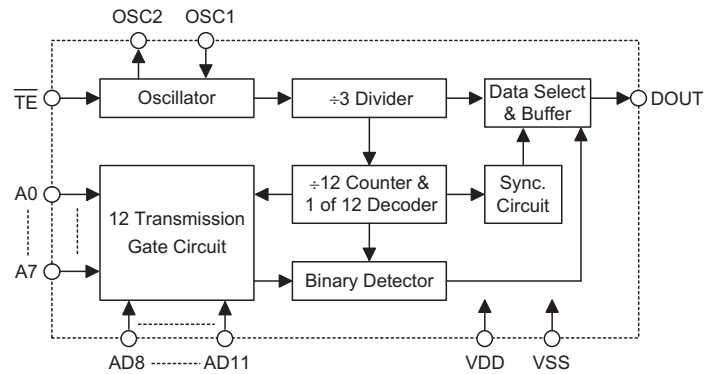 OSC2 OSC1
TE
Oscillator
÷3 Divider
Data Select
& Buffer
DOUT
A0
A7
12 Transmission
Gate Circuit
÷12 Counter &
1 of 12 Decoder
Sync.
Circuit
Binary Detector
AD8 AD11
VDD VSS